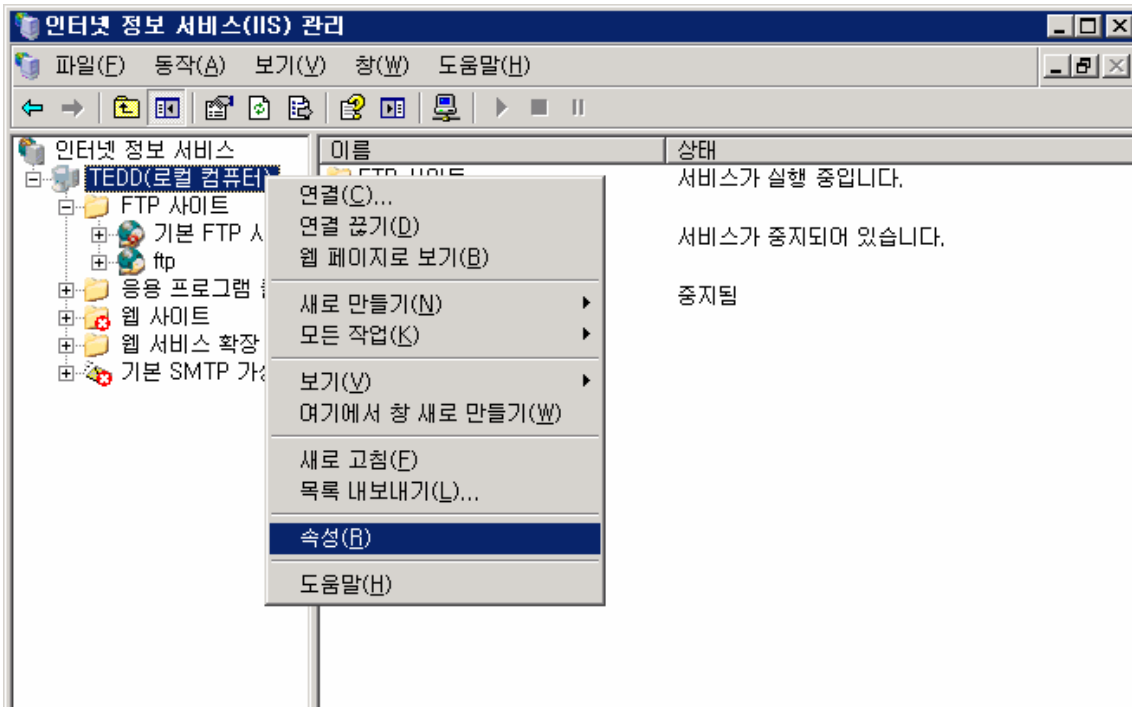 인터넷 정보 서비스(IIS) 관리
파일(F) 동작(A) 보기(V) 창(W) 도움말(H)
인터넷 정보 서비스
이름 상태
TEDD(로컬 컴퓨터)
FTP 사이트 서비스가 실행 중입니다.
FTP 사이트
기본 FTP 서비스가 중지되어 있습니다.
ftp
응용 프로그램 중지됨
웹 사이트
웹 서비스 확장
기본 SMTP
연결(C)...
연결 끊기(D)
웹 페이지로 보기(B)
새로 만들기(N)
모든 작업(K)
보기(V)
여기에서 창 새로 만들기(W)
새로 고침(F)
목록 내보내기(L)...
속성(R)
도움말(H)